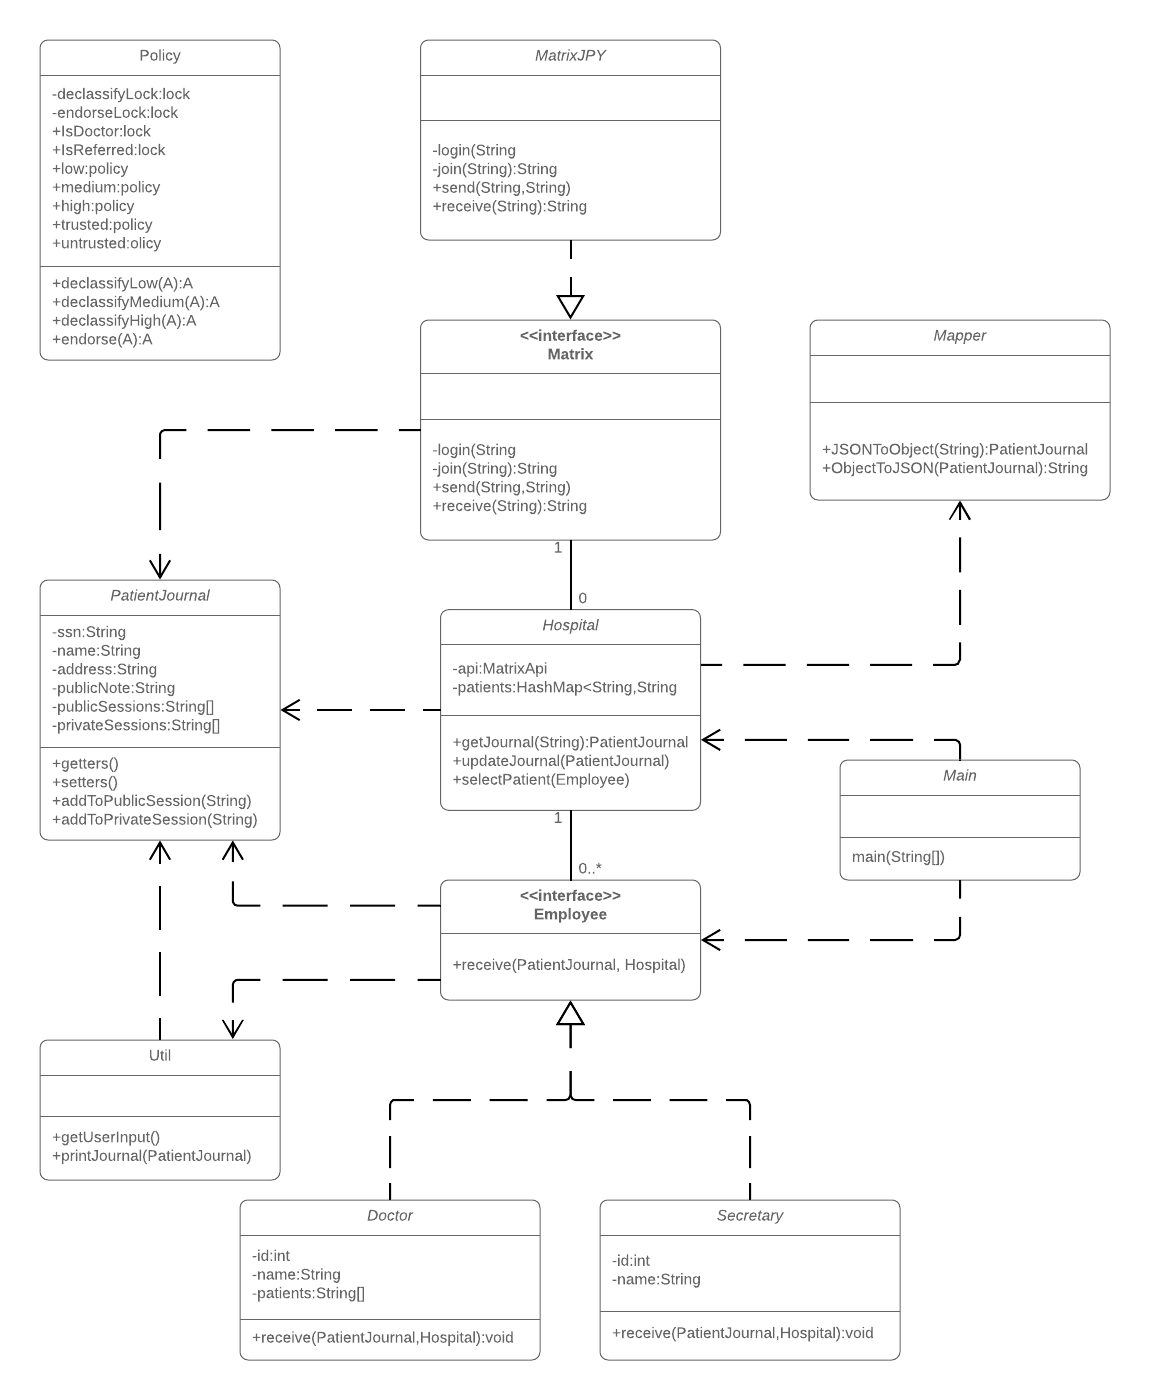 Policy
-declassifyLock:lock
-endorseLock:lock
+IsDoctor:lock
+IsReferred:lock
+low:policy
+medium:policy
+high:policy
+trusted:policy
+untrusted:olicy
+declassifyLow(A):A
+declassifyMedium(A):A
+declassifyHigh(A):A
+endorse(A):A
MatrixJPY
-login(String
-join(String):String
+send(String,String)
+receive(String):String
<<interface>>
Matrix
-login(String
-join(String):String
+send(String,String)
+receive(String):String
Mapper
+JSONToObject(String):PatientJournal
+ObjectToJSON(PatientJournal):String
1
0
PatientJournal
-ssn:String
-name:String
-address:String
-publicNote:String
-publicSessions:String[]
-privateSessions:String[]
+getters()
+setters()
+addToPublicSession(String)
+addToPrivateSession(String)
Hospital
-api:MatrixApi
-patients:HashMap<String,String
+getJournal(String):PatientJournal
+updateJournal(PatientJournal)
+selectPatient(Employee)
Main
main(String[])
1
0..*
<<interface>>
Employee
+receive(PatientJournal, Hospital)
Util
+getUserInput()
+printJournal(PatientJournal)
Doctor
-id:int
-name:String
-patients:String[]
+receive(PatientJournal,Hospital):void
Secretary
-id:int
-name:String
+receive(PatientJournal,Hospital):void